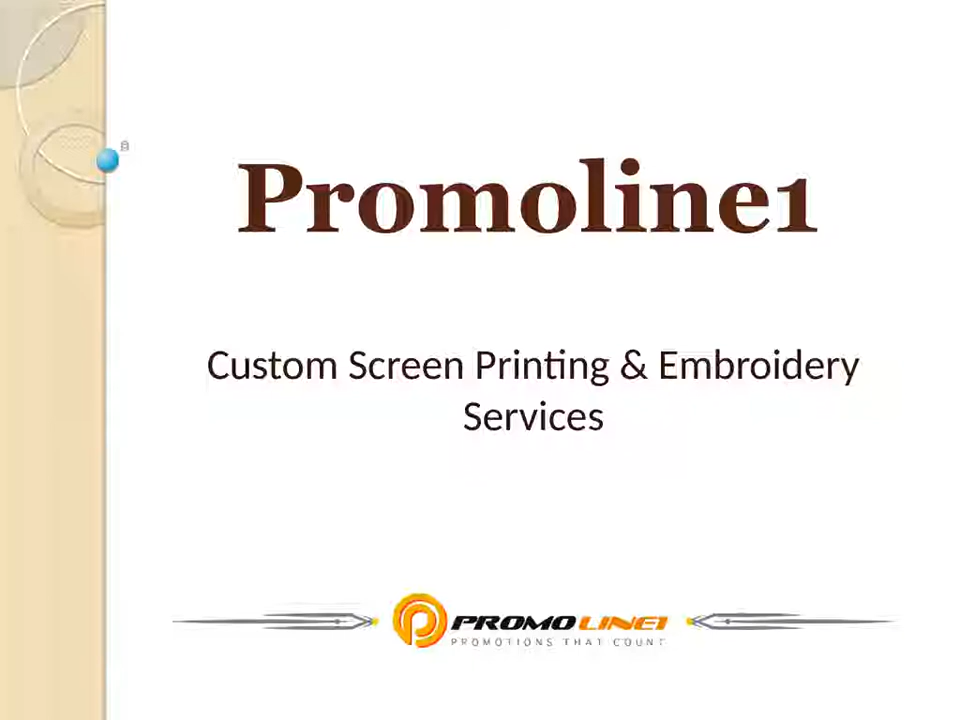 Promoline1
Custom Screen Printing & Embroidery
Services
PROMOLINE1
PROMOTIONS THAT COUNT